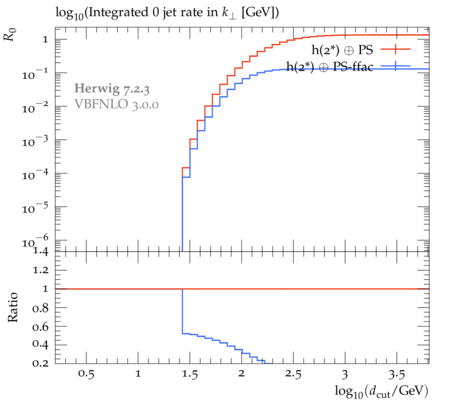 log₁₀(Integrated 0 jet rate in k⊥ [GeV])
R₀
h(2*) ⊕ PS
h(2*) ⊕ PS-ffac
Herwig 7.2.3
VBFNLO 3.0.0
1
10⁻¹
10⁻²
10⁻³
10⁻⁴
10⁻⁵
10⁻⁶
1.4
1.2
1
0.8
0.6
0.4
0.2
Ratio
0.5 1 1.5 2 2.5 3 3.5
log₁₀(d_cut/GeV)